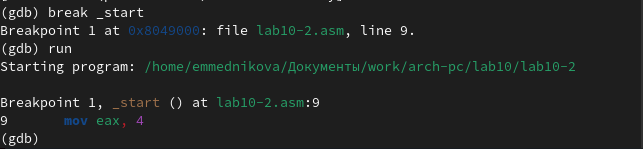 (gdb) break _start
Breakpoint 1 at 0x8049000: file lab10-2.asm, line 9.
(gdb) run
Starting program: /home/emmednikova/Документы/work/arch-pc/lab10/lab10-2
Breakpoint 1, _start () at lab10-2.asm:9
9       mov eax, 4
(gdb)